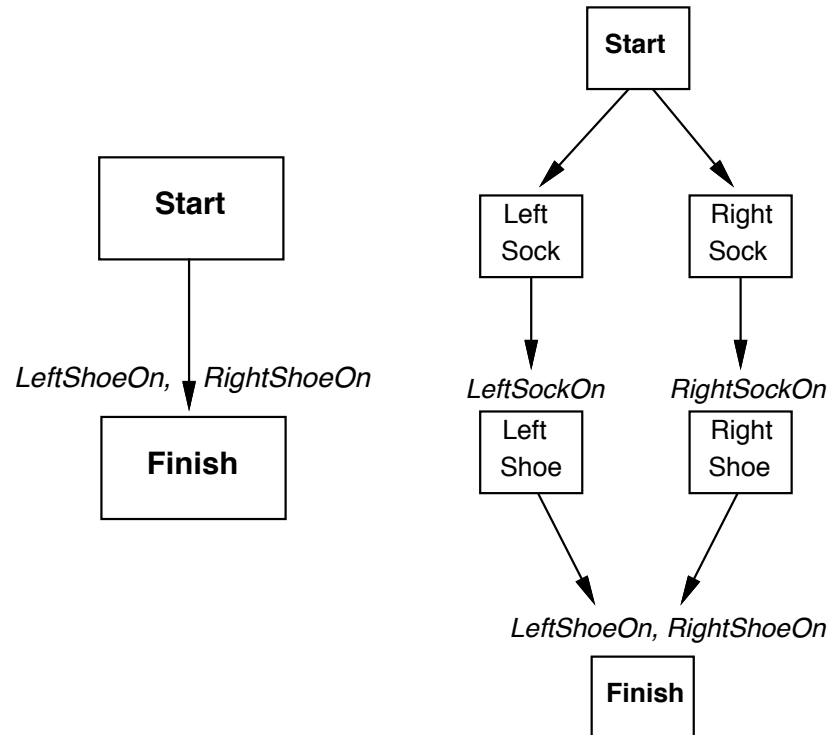 Start
LeftShoeOn, RightShoeOn
Finish
Start
Left
Sock
Right
Sock
LeftSockOn
RightSockOn
Left
Shoe
Right
Shoe
LeftShoeOn, RightShoeOn
Finish